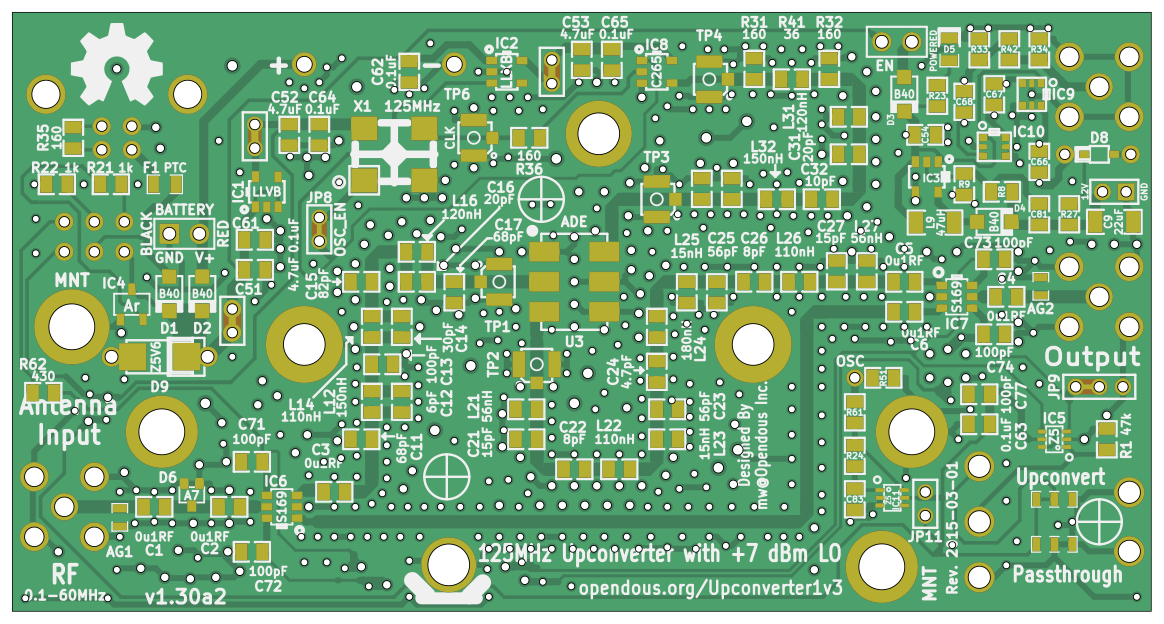 C53 C65
4.7uF 0.1uF
IC2
LKB
IC8
C265
TP4
R31 R41 R32
160 36 160
EN
POWERED
D5
R33
R42
R34
C62
0.1uF
+
−
C52 C64
4.7uF 0.1uF
X1 125MHz
TP6
CLK
160
R36
L31
120nH
C31
220pF
B40
D3
R23
C68
C67
IC9
C54
IC10
R35
160
R22 1k
R21 1k
F1 PTC
IC1
LLVB
JP8
OSC_EN
C16
20pF
L16
120nH
C17
68pF
ADE
TP3
L32
150nH
C32
10pF
IC3
R9
R8
C66
D8
12V
GND
BATTERY
BLACK
RED
GND V+
C61
C51
4.7uF 0.1uF
C15
82pF
L25
15nH
C25
56pF
C26
8pF
L26
110nH
C27
15pF
L27
56nH
L9
47uH
B40
D4
C81
R27
C9
22uF
C73
100pF
C5
0u1RF
C4
0u1RF
S169
IC7
AG2
0u1RF
C6
100pF
C74
MNT
IC4
Ar
B40
B40
D1 D2
Z5V6
D9
TP1
U3
TP2
30pF
C14
100pF
C13
6pF
C12
68pF
C11
L12
150nH
L14
110nH
180nH
L24
C24
4.7pF
56pF
C23
15nH
L23
L21
56nH
C21
15pF
C22
8pF
L22
110nH
Designed By
mw@Opendous Inc.
Output
OSC
R51
R61
R24
C83
JP9
100pF
C77
0.1uF
C63
IC5
Z5
R1 47k
R62
430
Antenna
Input
C71
100pF
C3
0u1RF
D6
A7
IC6
S169
0u1RF
C1
0u1RF
C2
AG1
100pF
C72
RF
0.1-60MHz
v1.30a2
125MHz Upconverter with +7 dBm LO
opendous.org/Upconverter1v3
IC11
JP11
MNT
Rev. 2015-03-01
Upconvert
Passthrough